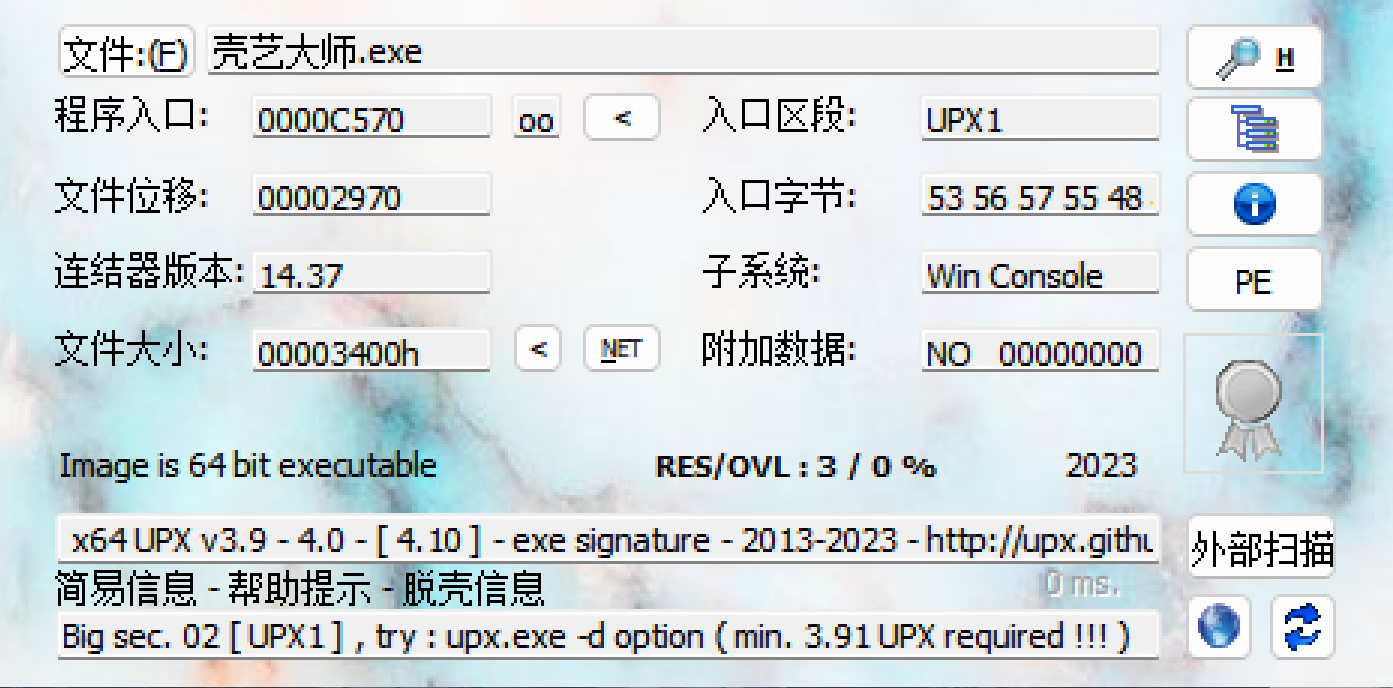 文件:(F) 壳艺大师.exe H
程序入口: 0000C570 oo < 入口区段: UPX1
文件位移: 00002970 入口字节: 53 56 57 55 48
连结器版本: 14.37 子系统: Win Console PE
文件大小: 00003400h < NET 附加数据: NO 00000000
Image is 64 bit executable RES/OVL : 3 / 0 % 2023
x64 UPX v3.9 - 4.0 - [ 4.10 ] - exe signature - 2013-2023 - http://upx.githu 外部扫描
简易信息 - 帮助提示 - 脱壳信息 0 ms.
Big sec. 02 [ UPX1 ] , try : upx.exe -d option ( min. 3.91 UPX required !!! )